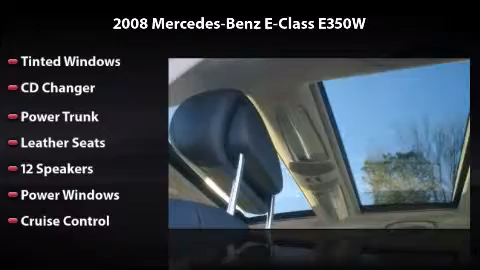 2008 Mercedes-Benz E-Class E350W
Tinted Windows
CD Changer
Power Trunk
Leather Seats
12 Speakers
Power Windows
Cruise Control